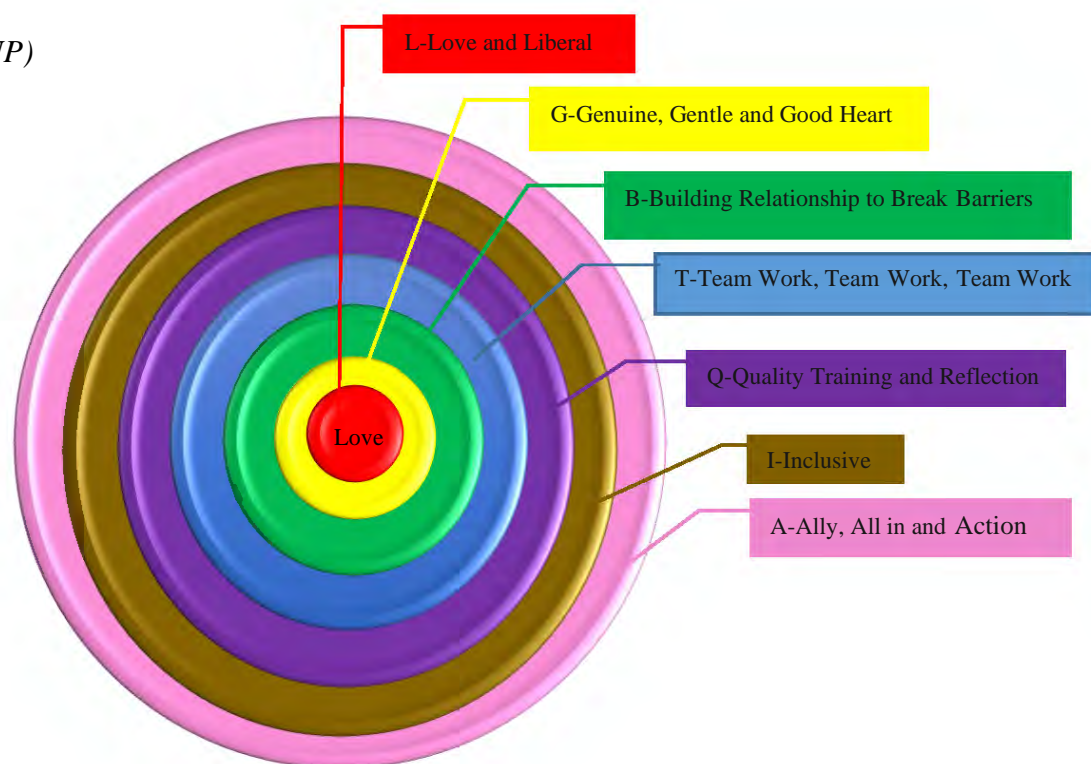 P)
L-Love and Liberal
G-Genuine, Gentle and Good Heart
B-Building Relationship to Break Barriers
T-Team Work, Team Work, Team Work
Q-Quality Training and Reflection
Love
I-Inclusive
A-Ally, All in and Action